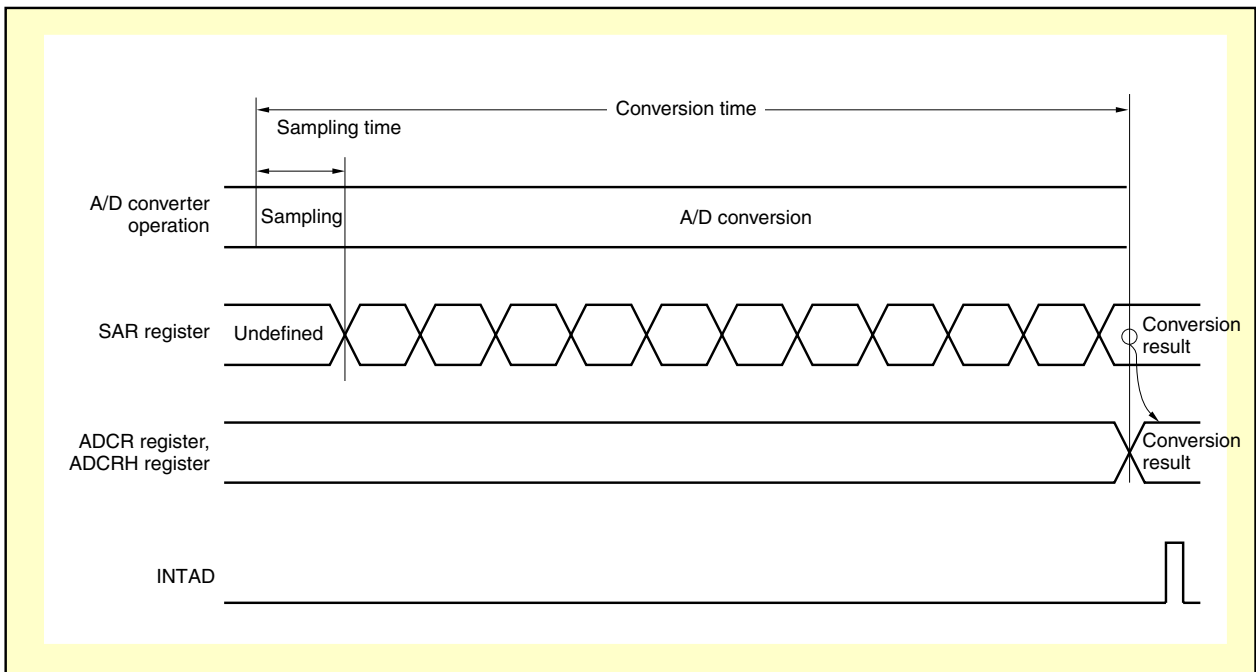 Conversion time
Sampling time
A/D converter
operation
Sampling
A/D conversion
SAR register
Undefined
Conversion
result
ADCR register,
ADCRH register
Conversion
result
INTAD